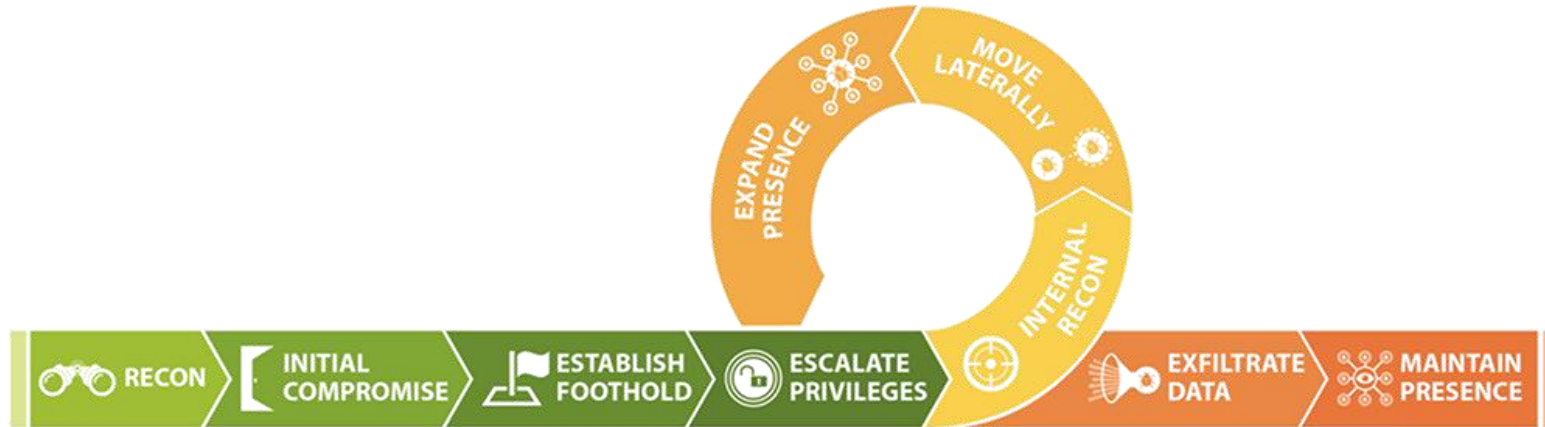 RECON
INITIAL
COMPROMISE
ESTABLISH
FOOTHOLD
ESCALATE
PRIVILEGES
INTERNAL
RECON
MOVE
LATERALLY
EXPAND
PRESENCE
EXFILTRATE
DATA
MAINTAIN
PRESENCE